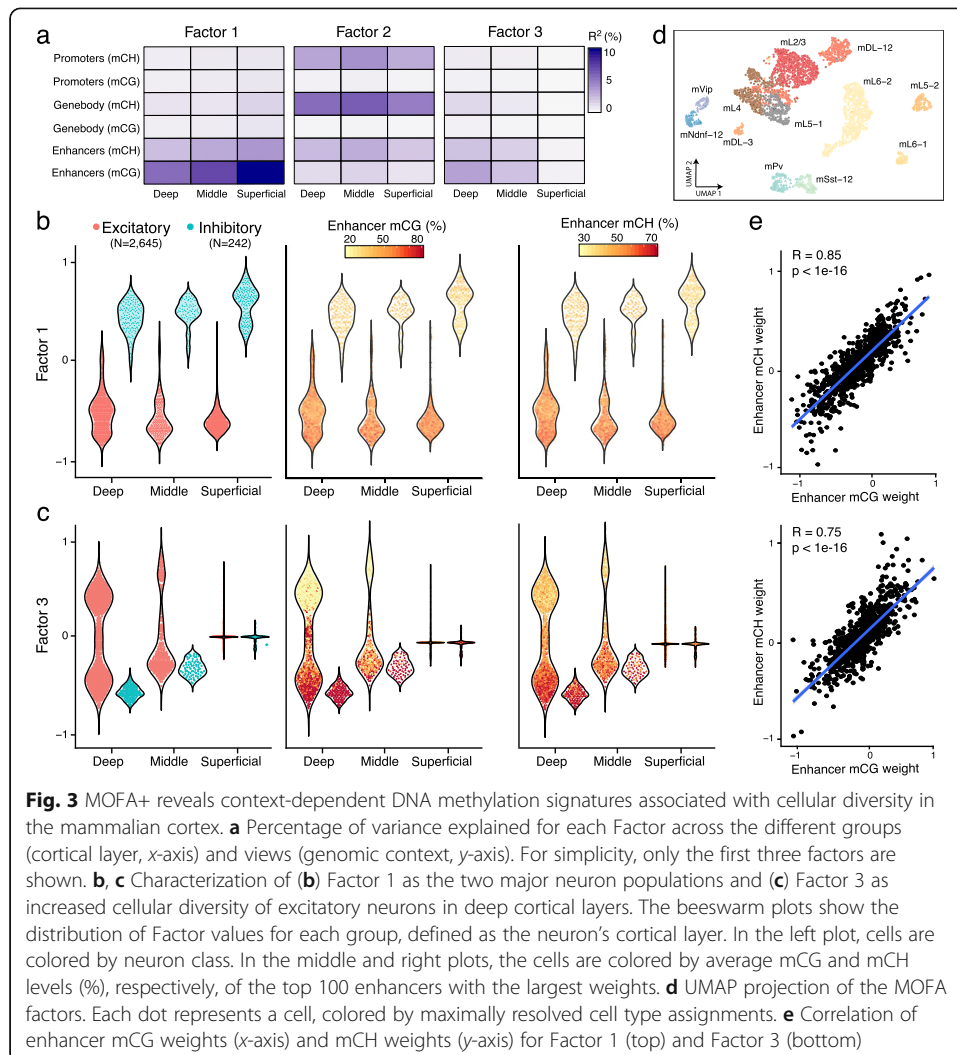 a
Factor 1 Factor 2 Factor 3
R² (%)
10
5
0
Promoters (mCH)
Promoters (mCG)
Genebody (mCH)
Genebody (mCG)
Enhancers (mCH)
Enhancers (mCG)
Deep Middle Superficial Deep Middle Superficial Deep Middle Superficial
d
mL2/3
mDL-12
mVip
mL4
mL6-2
mL5-2
mNdnf-12
mL5-1
mDL-3
mL6-1
mPv
mSst-12
UMAP 2
UMAP 1
b
Excitatory Inhibitory
(N=2,645) (N=242)
Enhancer mCG (%)
20 50 80
Enhancer mCH (%)
30 50 70
Factor 1
1
0
−1
Deep Middle Superficial Deep Middle Superficial Deep Middle Superficial
c
Factor 3
1
0
−1
Deep Middle Superficial Deep Middle Superficial Deep Middle Superficial
e
R = 0.85
p < 1e-16
Enhancer mCH weight
1
0
−1
−1 0 1
Enhancer mCG weight
R = 0.75
p < 1e-16
Enhancer mCH weight
1
0
−1
−1 0 1
Enhancer mCG weight
Fig. 3 MOFA+ reveals context-dependent DNA methylation signatures associated with cellular diversity in
the mammalian cortex. a Percentage of variance explained for each Factor across the different groups
(cortical layer, x-axis) and views (genomic context, y-axis). For simplicity, only the first three factors are
shown. b, c Characterization of (b) Factor 1 as the two major neuron populations and (c) Factor 3 as
increased cellular diversity of excitatory neurons in deep cortical layers. The beeswarm plots show the
distribution of Factor values for each group, defined as the neuron's cortical layer. In the left plot, cells are
colored by neuron class. In the middle and right plots, the cells are colored by average mCG and mCH
levels (%), respectively, of the top 100 enhancers with the largest weights. d UMAP projection of the MOFA
factors. Each dot represents a cell, colored by maximally resolved cell type assignments. e Correlation of
enhancer mCG weights (x-axis) and mCH weights (y-axis) for Factor 1 (top) and Factor 3 (bottom)